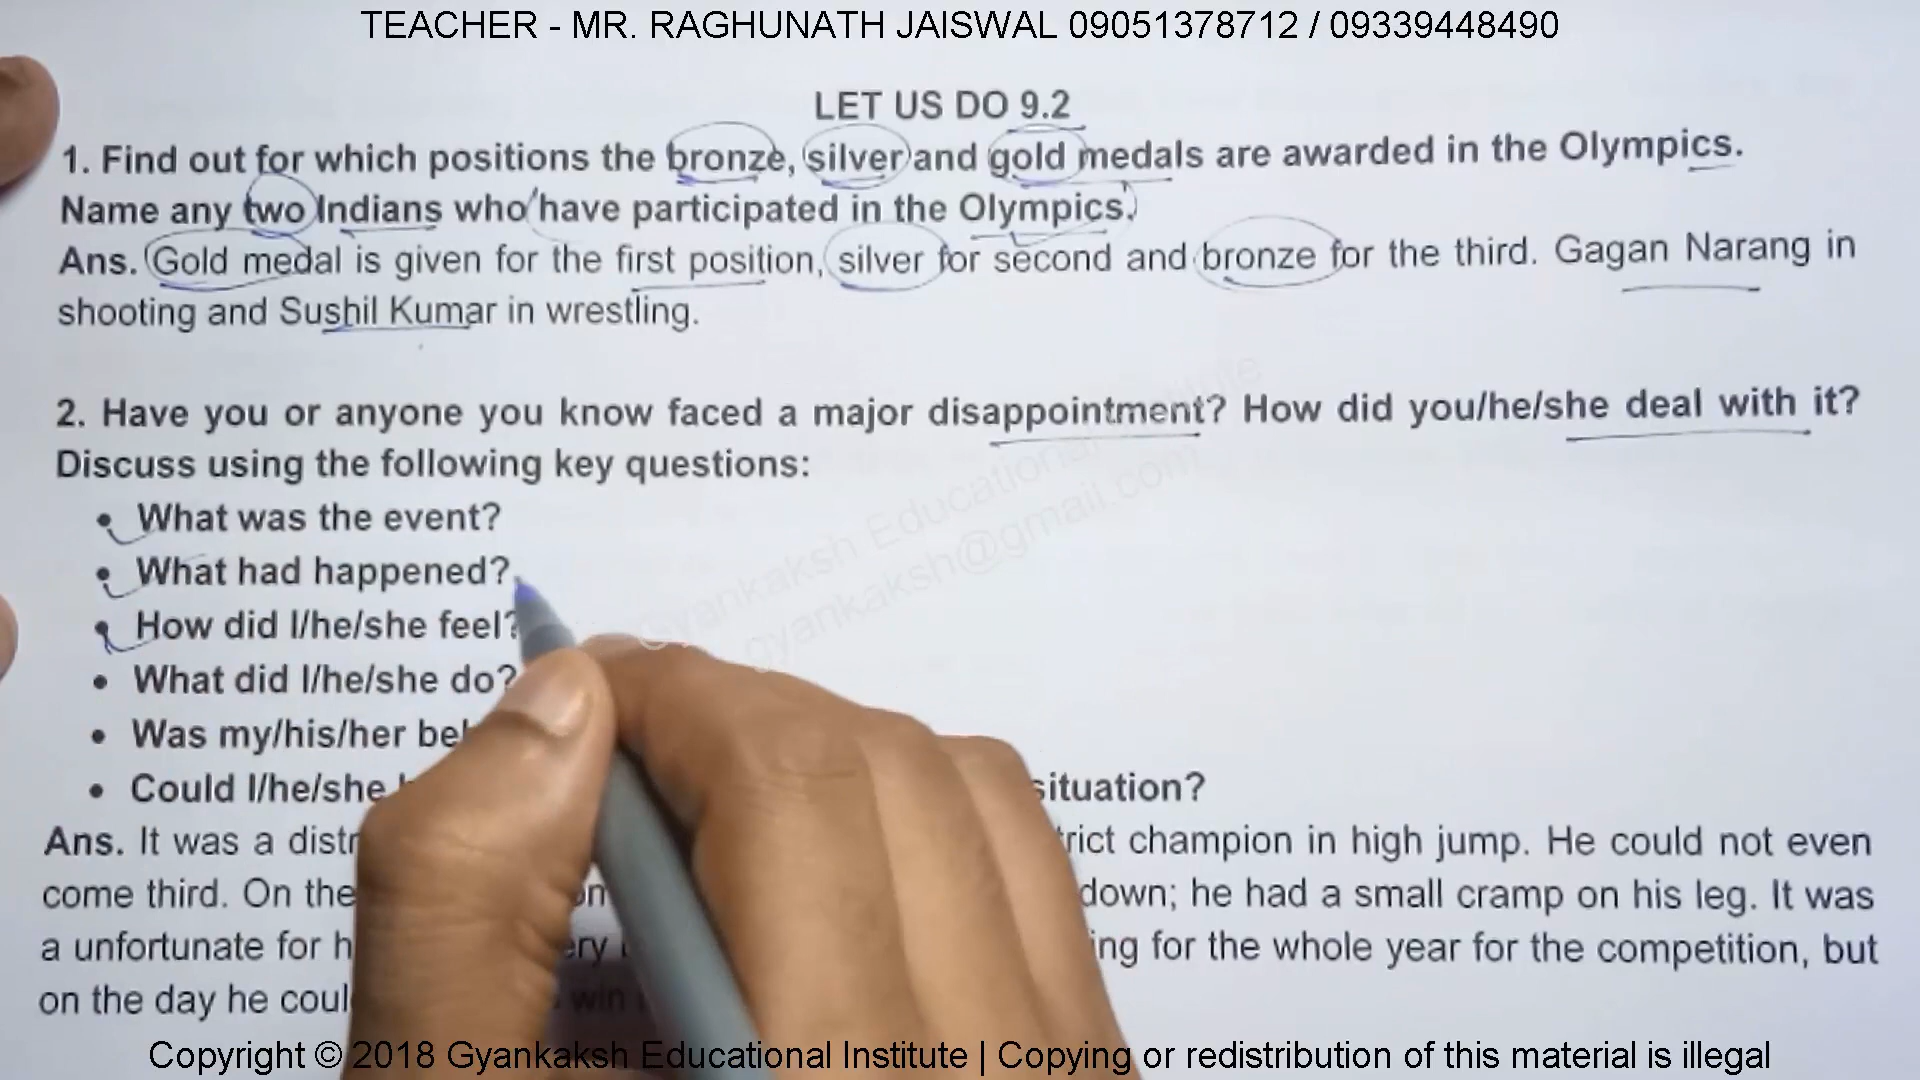 TEACHER - MR. RAGHUNATH JAISWAL 09051378712 / 09339448490
LET US DO 9.2
1. Find out for which positions the bronze, silver and gold medals are awarded in the Olympics.
Name any two Indians who have participated in the Olympics.
Ans. Gold medal is given for the first position, silver for second and bronze for the third. Gagan Narang in
shooting and Sushil Kumar in wrestling.
2. Have you or anyone you know faced a major disappointment? How did you/he/she deal with it?
Discuss using the following key questions:
• What was the event?
• What had happened?
• How did I/he/she feel?
• What did I/he/she do?
• Was my/his/her
• Could I/he/she situation?
Ans. It was a champion in high jump. He could not even
come third. On the down; he had a small cramp on his leg. It was
a unfortunate for for the whole year for the competition, but
on the day he win
Gyankaksh Educational
gyankaksh@gmail.com
Copyright © 2018 Gyankaksh Educational Institute | Copying or redistribution of this material is illegal